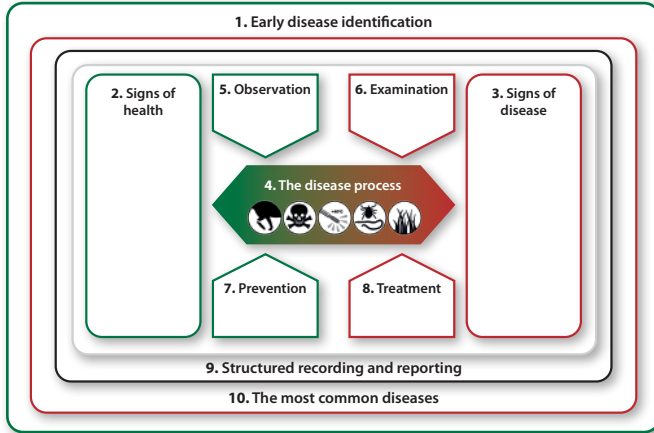 1. Early disease identification
2. Signs of
health
5. Observation
6. Examination
3. Signs of
disease
4. The disease process
7. Prevention
8. Treatment
9. Structured recording and reporting
10. The most common diseases